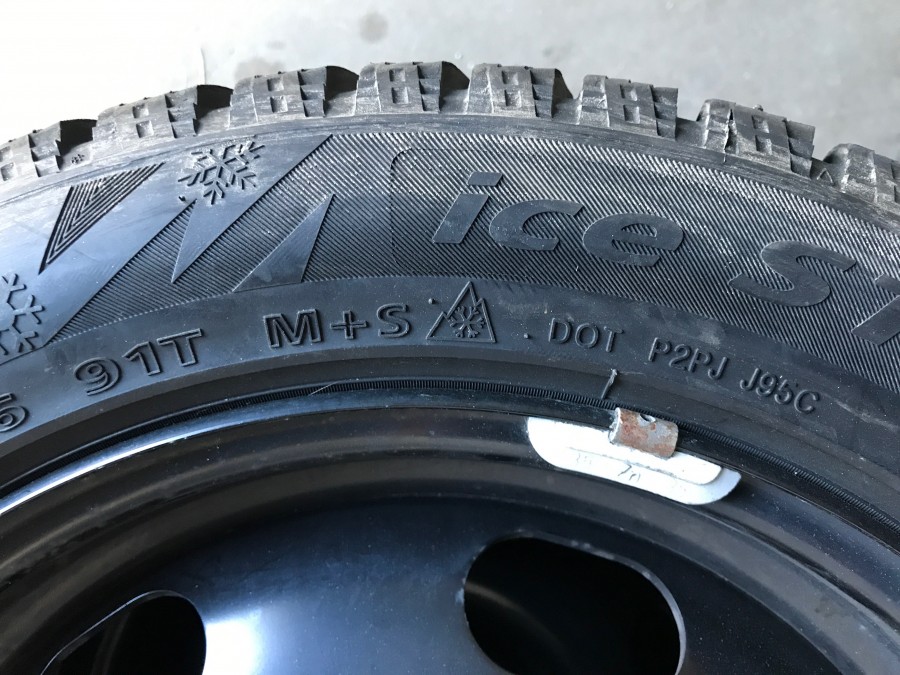 ice
91T M+S DOT P2PJ J95C